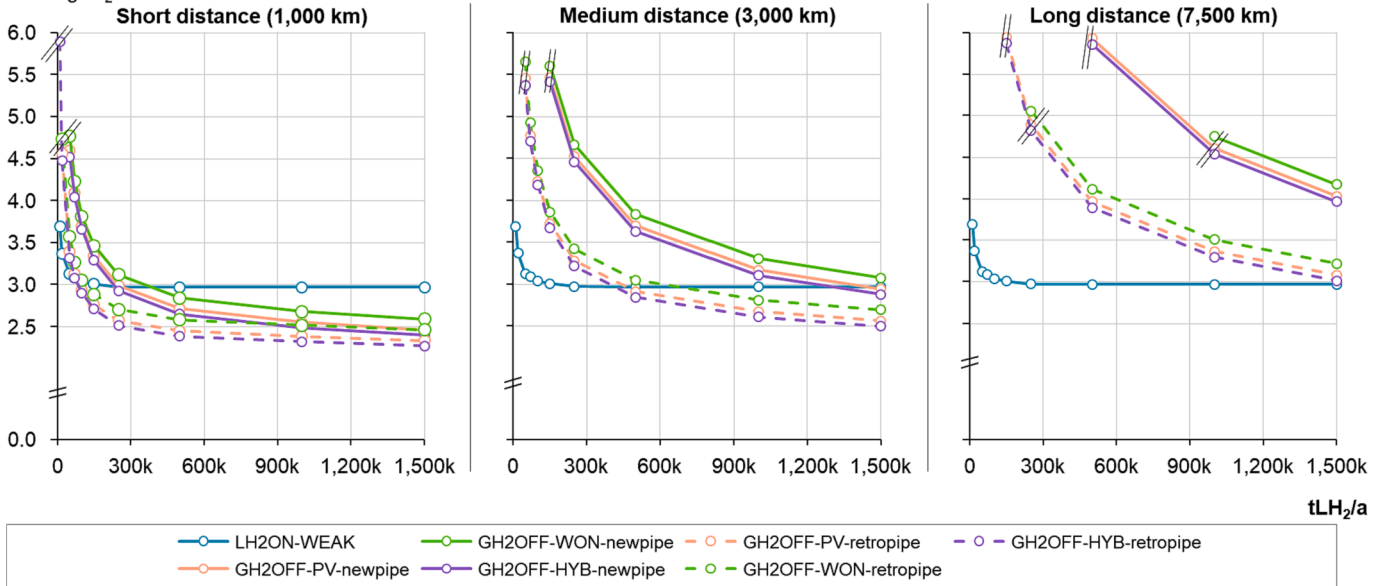 Short distance (1,000 km)
Medium distance (3,000 km)
Long distance (7,500 km)
6.0
5.5
5.0
4.5
4.0
3.5
3.0
2.5
0.0
0 300k 600k 900k 1,200k 1,500k
0 300k 600k 900k 1,200k 1,500k
0 300k 600k 900k 1,200k 1,500k
tLH₂/a
LH2ON-WEAK GH2OFF-WON-newpipe GH2OFF-PV-retropipe GH2OFF-HYB-retropipe
GH2OFF-PV-newpipe GH2OFF-HYB-newpipe GH2OFF-WON-retropipe